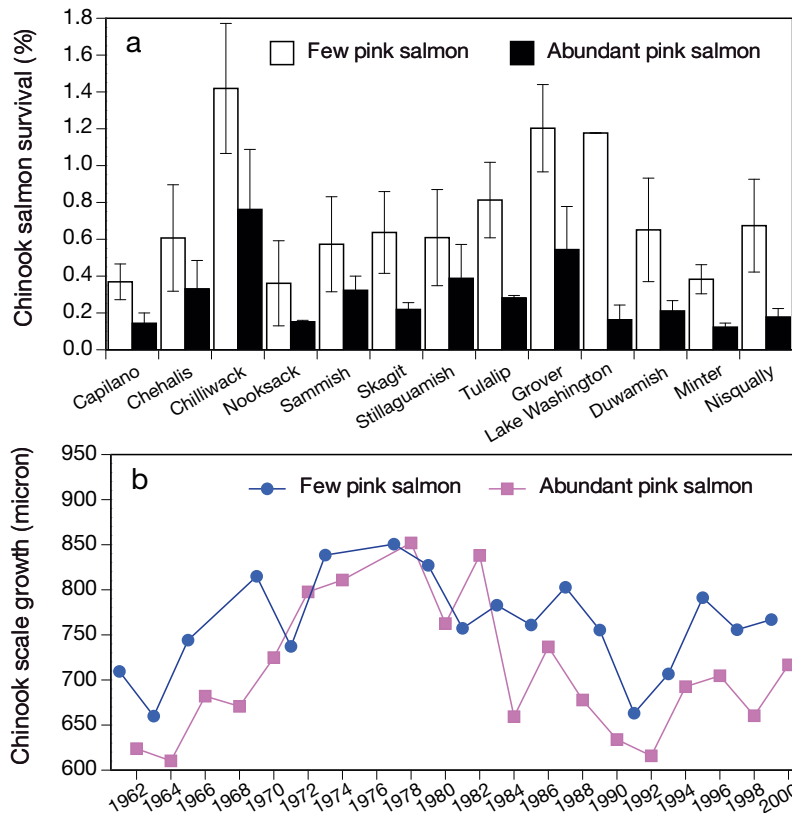 a
Few pink salmon
Abundant pink salmon
Chinook salmon survival (%)
1.8
1.6
1.4
1.2
1.0
0.8
0.6
0.4
0.2
0.0
Capilano
Chehalis
Chilliwack
Nooksack
Sammish
Skagit
Stillaguamish
Tulalip
Grover
Lake Washington
Duwamish
Minter
Nisqually
b
Few pink salmon
Abundant pink salmon
Chinook scale growth (micron)
950
900
850
800
750
700
650
600
1962
1964
1966
1968
1970
1972
1974
1976
1978
1980
1982
1984
1986
1988
1990
1992
1994
1996
1998
2000